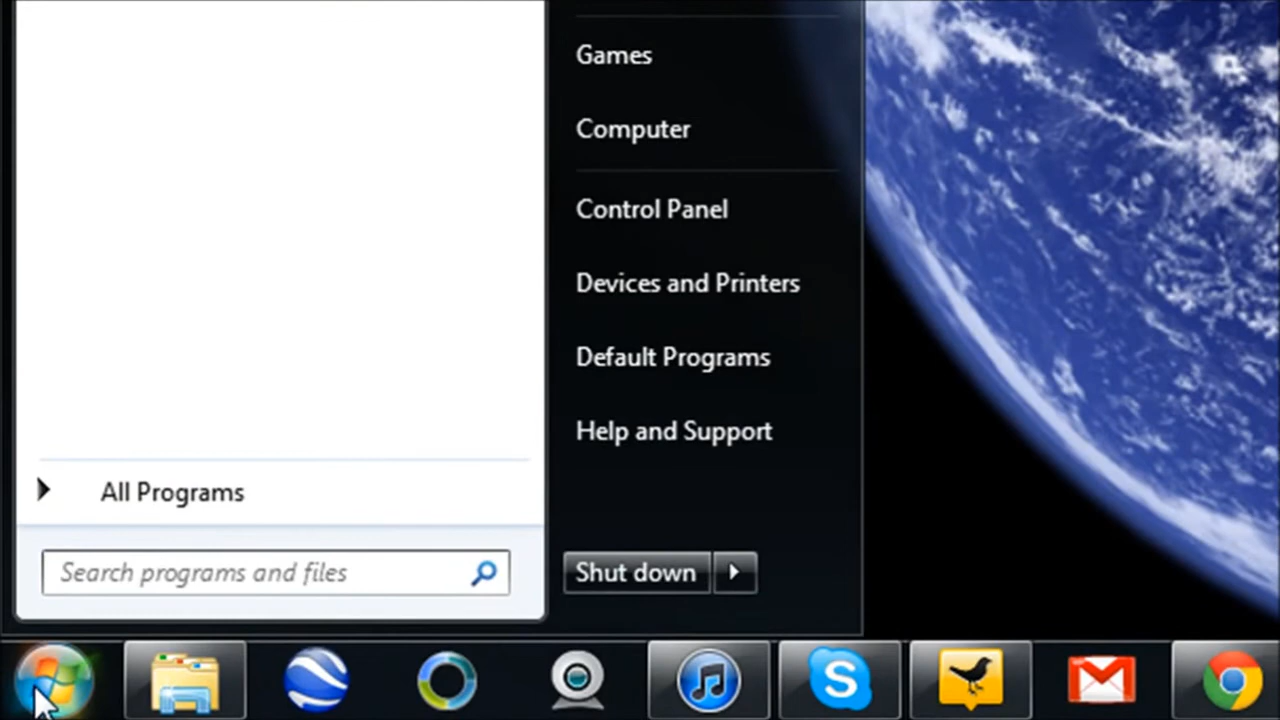 Games
Computer
Control Panel
Devices and Printers
Default Programs
Help and Support
All Programs
Search programs and files
Shut down